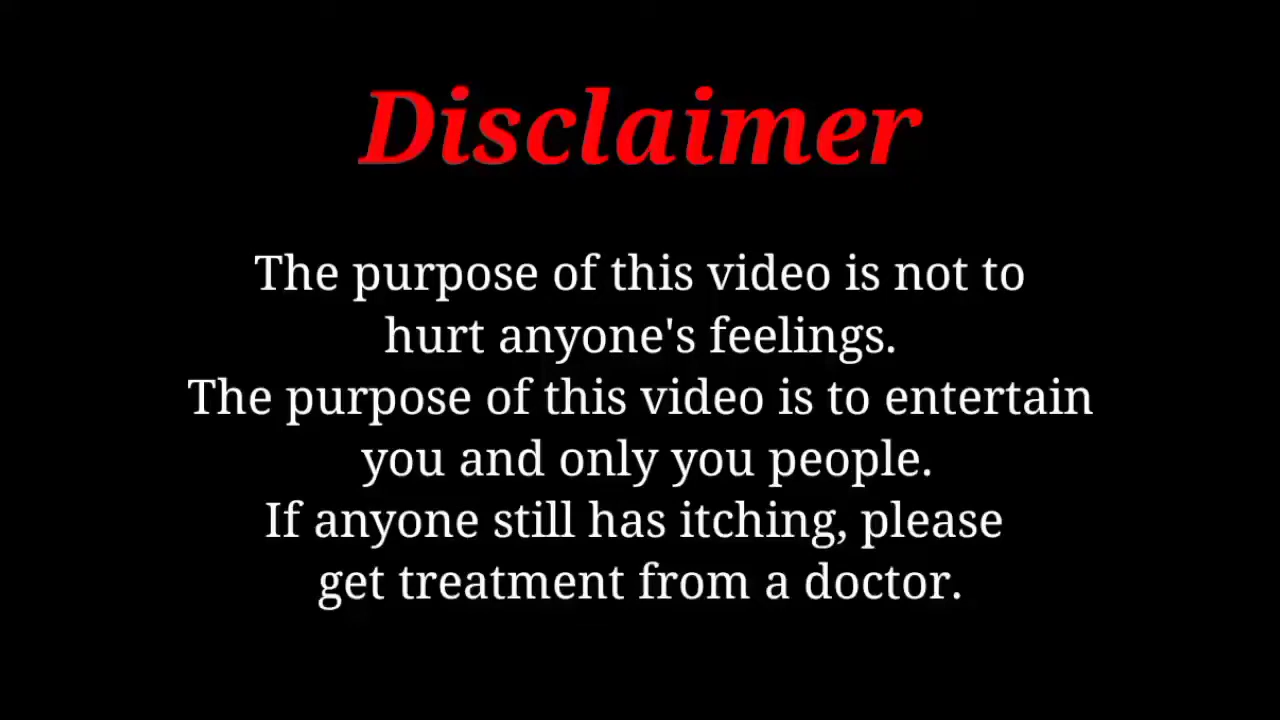 Disclaimer
The purpose of this video is not to
hurt anyone's feelings.
The purpose of this video is to entertain
you and only you people.
If anyone still has itching, please
get treatment from a doctor.